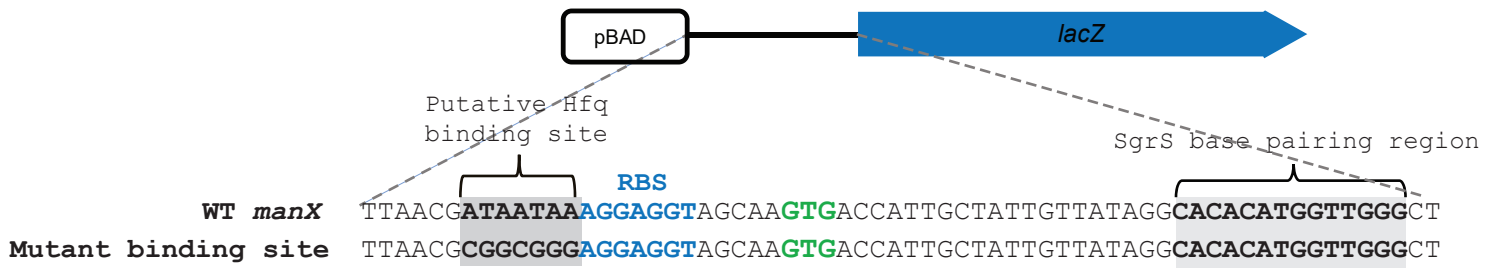 pBAD lacZ
Putative Hfq
binding site
SgrS base pairing region
RBS
WT manX TTAACGATAATAAAGGAGGTAGCAAGTGACCATTGCTATTGTTATAGGCACACATGGTTGGGCT
Mutant binding site TTAACGCGGCGGGAGGAGGTAGCAAGTGACCATTGCTATTGTTATAGGCACACATGGTTGGGCT